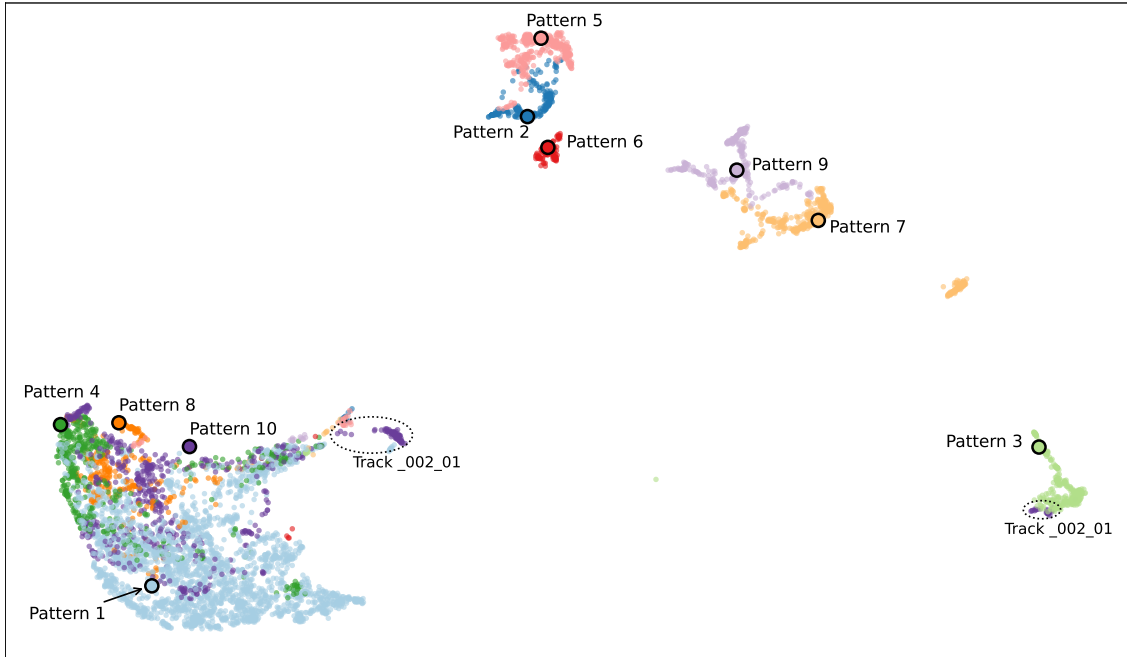 Pattern 5
Pattern 2
Pattern 6
Pattern 9
Pattern 7
Pattern 4
Pattern 8
Pattern 10
Track _002_01
Pattern 3
Track _002_01
Pattern 1